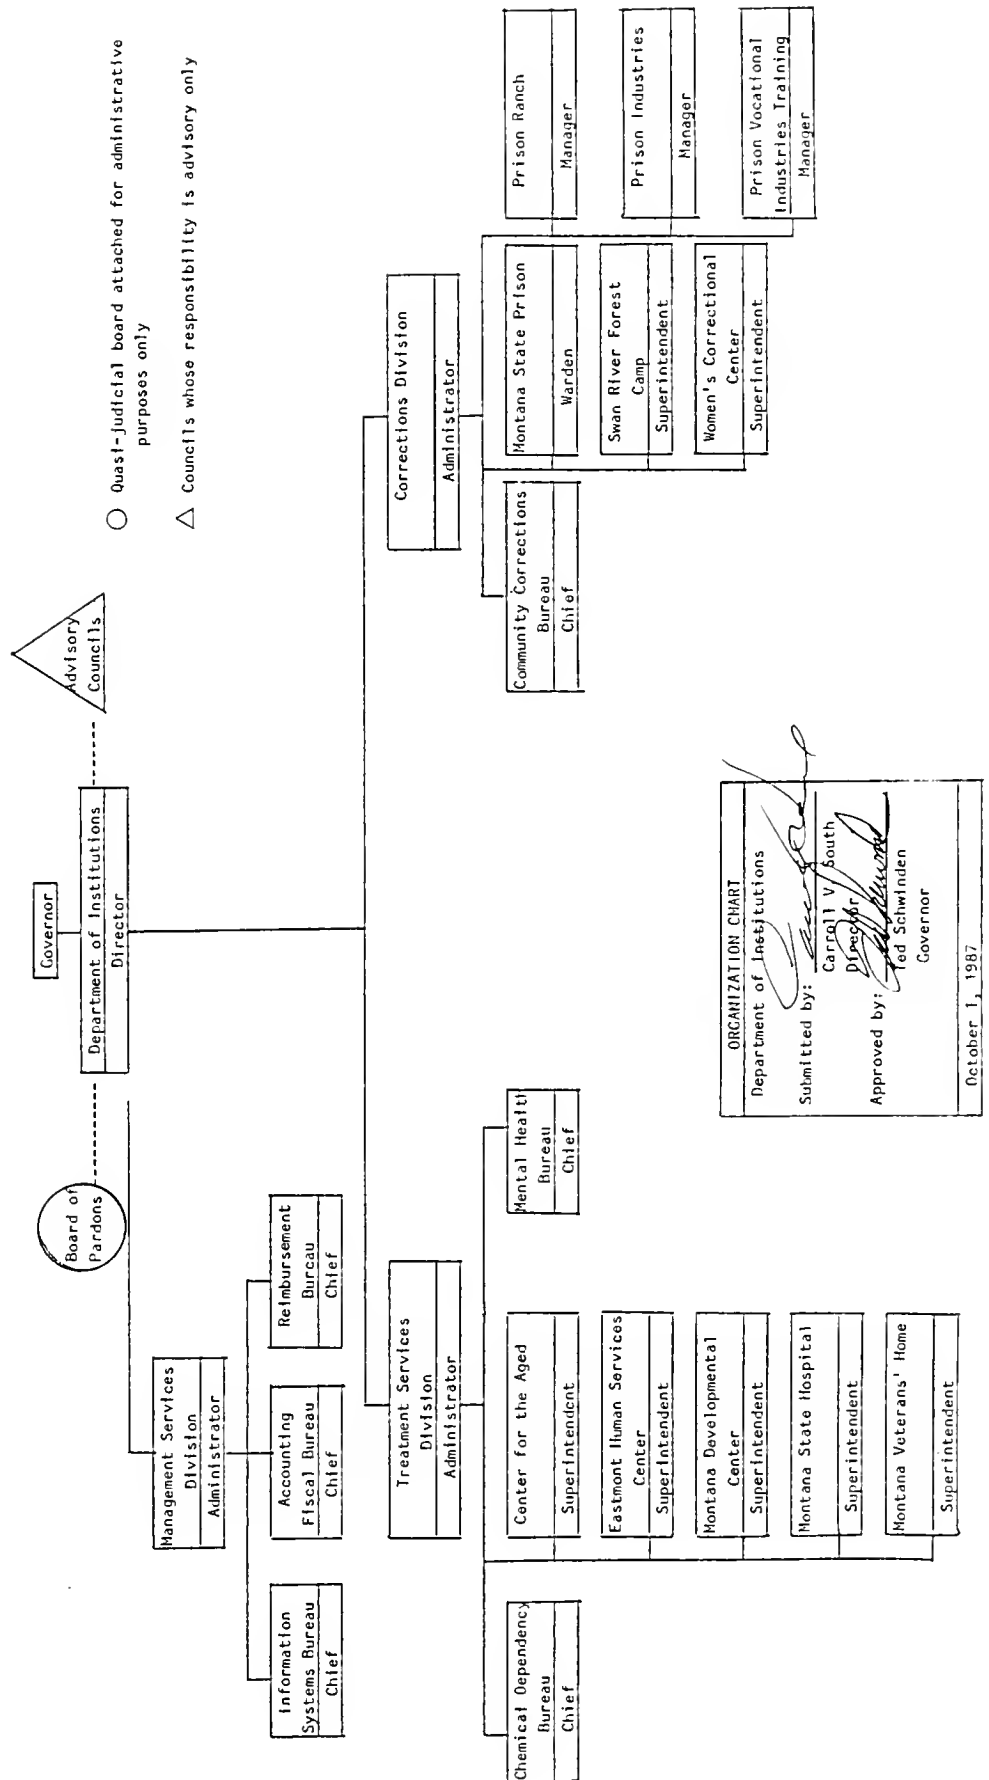 Governor
Department of Institutions
Director
Board of
Pardons
Advisory
Councils
○ Quasi-judicial board attached for administrative
purposes only
△ Councils whose responsibility is advisory only
Management Services
Division
Administrator
Information
Systems Bureau
Chief
Accounting
Fiscal Bureau
Chief
Reimbursement
Bureau
Chief
Treatment Services
Division
Administrator
Corrections Division
Administrator
Chemical Dependency
Bureau
Chief
Center for the Aged
Superintendent
Eastmont Human Services
Center
Superintendent
Montana Developmental
Center
Superintendent
Montana State Hospital
Superintendent
Montana Veterans' Home
Superintendent
Mental Health
Bureau
Chief
Community Corrections
Bureau
Chief
Montana State Prison
Warden
Swan River Forest
Camp
Superintendent
Women's Correctional
Center
Superintendent
Prison Ranch
Manager
Prison Industries
Manager
Prison Vocational
Industries Training
Manager
ORGANIZATION CHART
Department of Institutions
Submitted by:
Carroll V. South
Director
Approved by:
Ted Schwinden
Governor
October 1, 1987